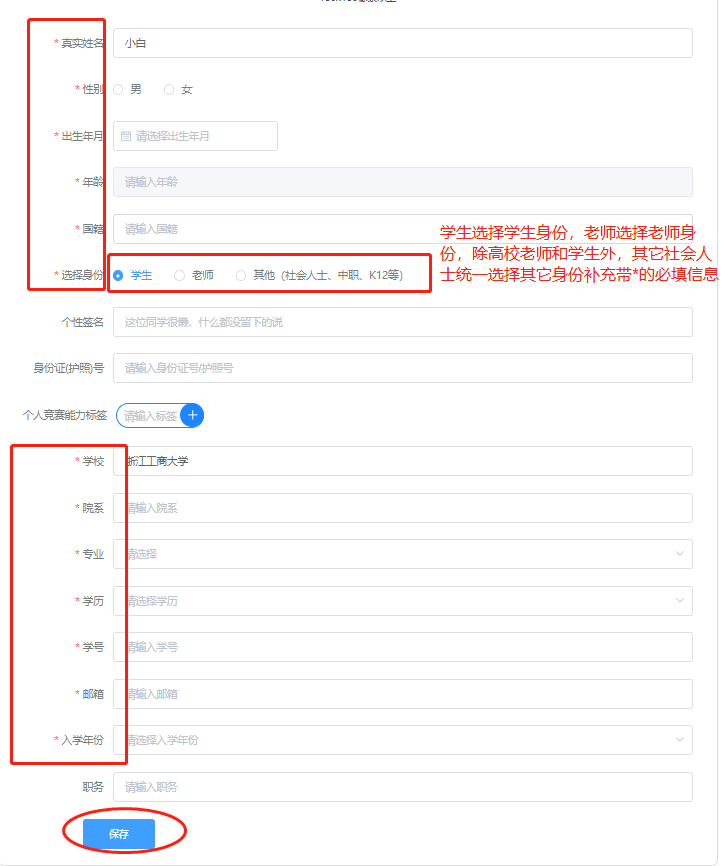 * 真实姓名 小白
* 性别 男 女
* 出生年月 请选择出生年月
* 年龄 请输入年龄
* 国籍 请输入国籍
学生选择学生身份，老师选择老师身
份，除高校老师和学生外，其它社会人
士统一选择其它身份补充带*的必填信息
* 选择身份 学生 老师 其他（社会人士、中职、K12等）
个性签名 这位同学很懒，什么都没留下的说
身份证(护照)号 请输入身份证号/护照号
个人竞赛能力标签 请输入标签 +
* 学校 浙江工商大学
* 院系 请输入院系
* 专业 请选择
* 学历 请选择学历
* 学号 请输入学号
* 邮箱 请输入邮箱
* 入学年份 请选择入学年份
职务 请输入职务
保存